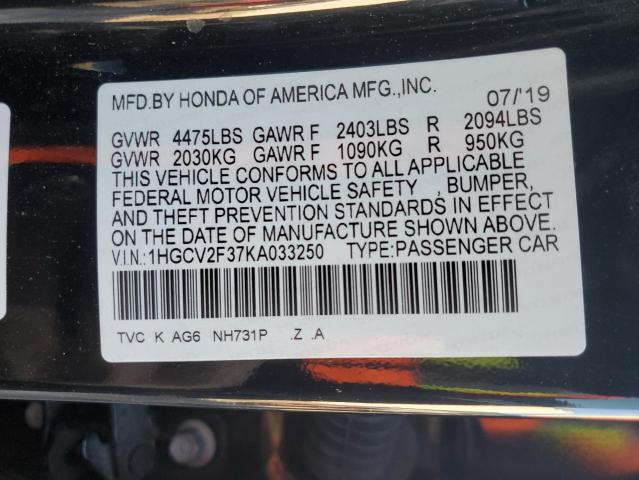 MFD.BY HONDA OF AMERICA MFG.,INC. 07/'19
GVWR 4475LBS GAWR F 2403LBS R 2094LBS
GVWR 2030KG GAWR F 1090KG R 950KG
THIS VEHICLE CONFORMS TO ALL APPLICABLE
FEDERAL MOTOR VEHICLE SAFETY , BUMPER,
AND THEFT PREVENTION STANDARDS IN EFFECT
ON THE DATE OF MANUFACTURE SHOWN ABOVE.
V.I.N.:1HGCV2F37KA033250 TYPE:PASSENGER CAR
TVC K AG6 NH731P .Z .A